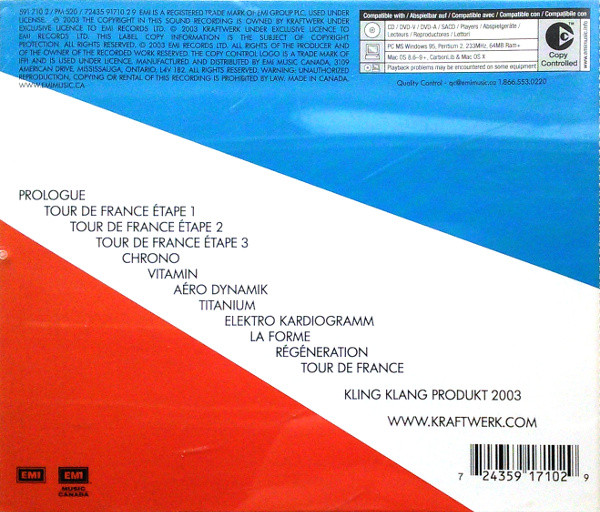 591 710 2 / PM 520 / 72435 91710 2 9 EMI IS A REGISTERED TRADE MARK OF EMI GROUP P.L.C. USED UNDER
LICENSE. ℗ 2003 THE COPYRIGHT IN THIS SOUND RECORDING IS OWNED BY KRAFTWERK UNDER EXCLUSIVE
LICENCE TO EMI RECORDS LTD. © 2003 KRAFTWERK UNDER EXCLUSIVE LICENCE TO
EMI RECORDS LTD. THIS LABEL COPY INFORMATION IS THE SUBJECT OF COPYRIGHT
PROTECTION. ALL RIGHTS RESERVED. © 2003 EMI RECORDS LTD. ALL RIGHTS OF THE PRODUCER AND
OF THE OWNER OF THE RECORDED WORK RESERVED. THE COPY CONTROL LOGO IS A TRADE MARK OF
IFPI AND IS USED UNDER LICENCE. MANUFACTURED AND DISTRIBUTED BY EMI MUSIC CANADA, 3109
AMERICAN DRIVE, MISSISSAUGA, ONTARIO, L4V 1B2. ALL RIGHTS RESERVED. WARNING: UNAUTHORIZED
REPRODUCTION, COPYING OR RENTAL OF THIS RECORDING IS PROHIBITED BY LAW. MADE IN CANADA.
WWW.EMIMUSIC.CA
Compatible with / Abspielbar auf / Compatible avec / Compatibile con / Compatible con
CD / DVD-V / DVD-A / SACD / Players / Abspielgeräte /
Lecteurs / Reproductores / Lettori
PC MS Windows 95, Pentium 2, 233MHz, 64MB Ram+
Mac OS 8.6-9+, CarbonLib & Mac OS X
Playback problems may be encountered on some equipment
Copy
Controlled
Quality Control - qc@emimusic.ca 1.866.553.0220
PROLOGUE
TOUR DE FRANCE ÉTAPE 1
TOUR DE FRANCE ÉTAPE 2
TOUR DE FRANCE ÉTAPE 3
CHRONO
VITAMIN
AÉRO DYNAMIK
TITANIUM
ELEKTRO KARDIOGRAMM
LA FORME
RÉGÉNERATION
TOUR DE FRANCE
KLING KLANG PRODUKT 2003
WWW.KRAFTWERK.COM
EMI
EMI
MUSIC
CANADA
7 24359 17102 9